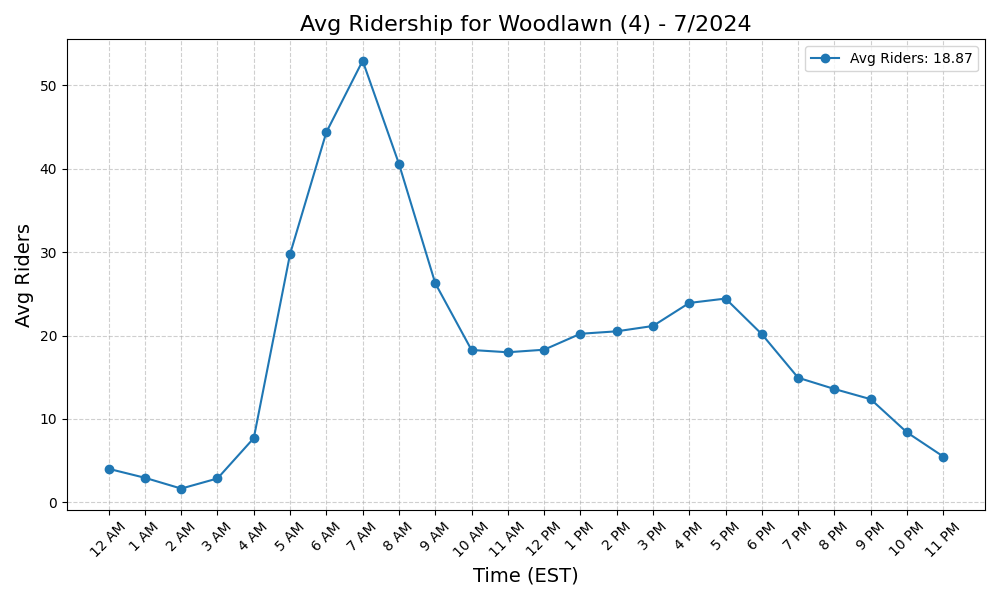 Avg Ridership for Woodlawn (4) - 7/2024
Avg Riders: 18.87
Avg Riders
50
40
30
20
10
0
12 AM
1 AM
2 AM
3 AM
4 AM
5 AM
6 AM
7 AM
8 AM
9 AM
10 AM
11 AM
12 PM
1 PM
2 PM
3 PM
4 PM
5 PM
6 PM
7 PM
8 PM
9 PM
10 PM
11 PM
Time (EST)